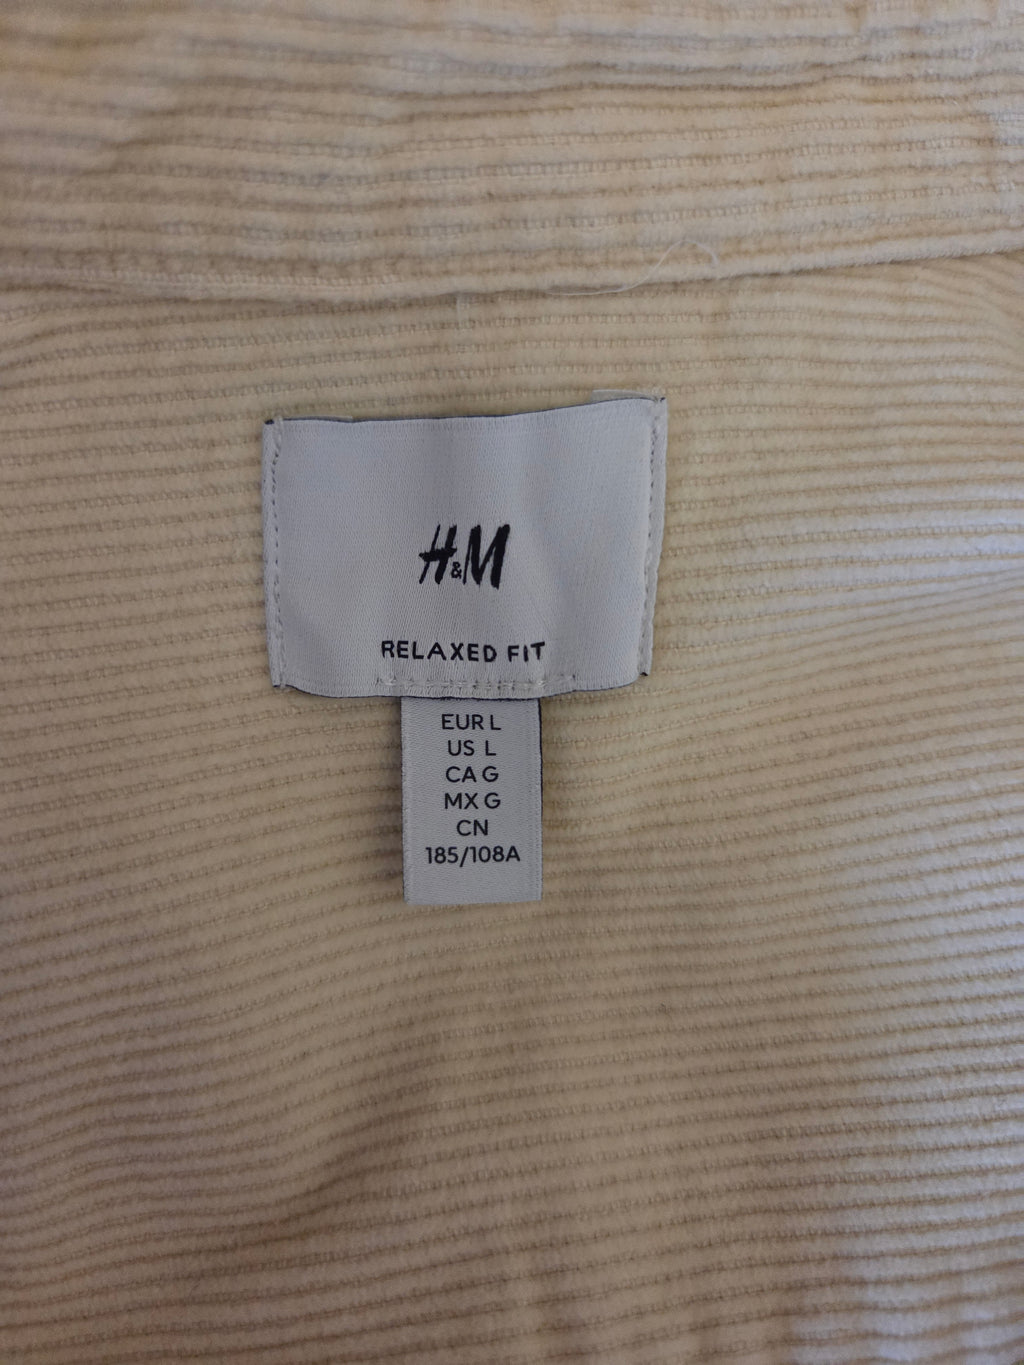 H&M
RELAXED FIT
EUR L
US L
CA G
MX G
CN
185/108A